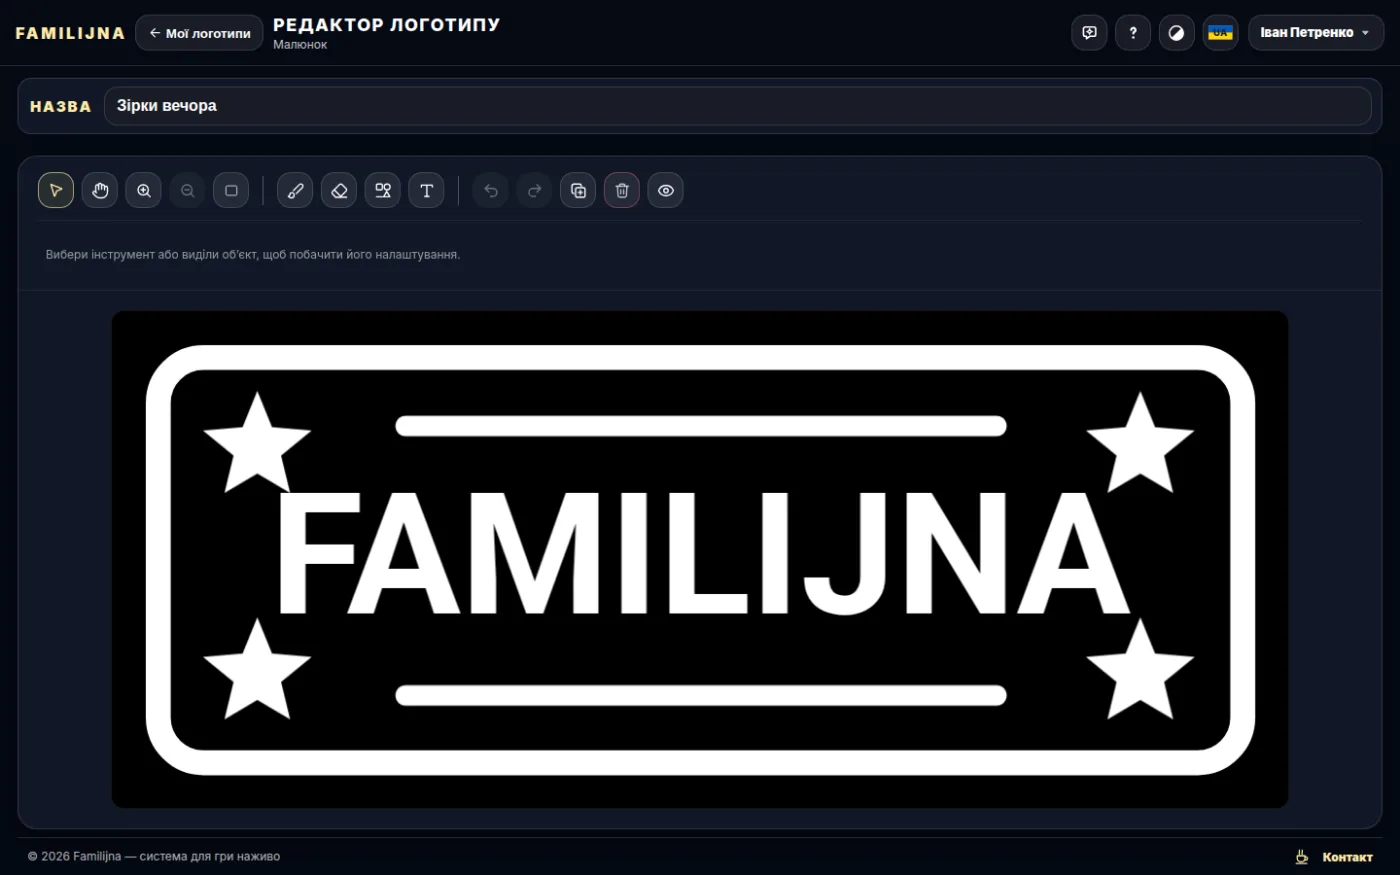 FAMILIJNA
← Мої логотипи
РЕДАКТОР ЛОГОТИПУ
Малюнок
?
UA
Іван Петренко
НАЗВА
Зірки вечора
T
Вибери інструмент або виділи об'єкт, щоб побачити його налаштування.
FAMILIJNA
© 2026 Familijna — система для гри наживо
Контакт